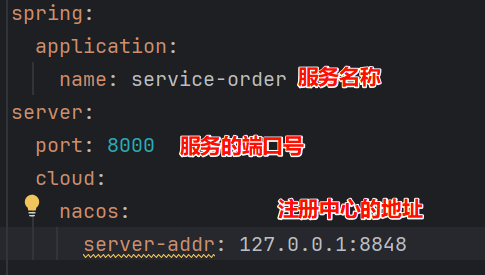 spring:
application:
name: service-order 服务名称
server:
port: 8000 服务的端口号
cloud:
nacos: 注册中心的地址
server-addr: 127.0.0.1:8848